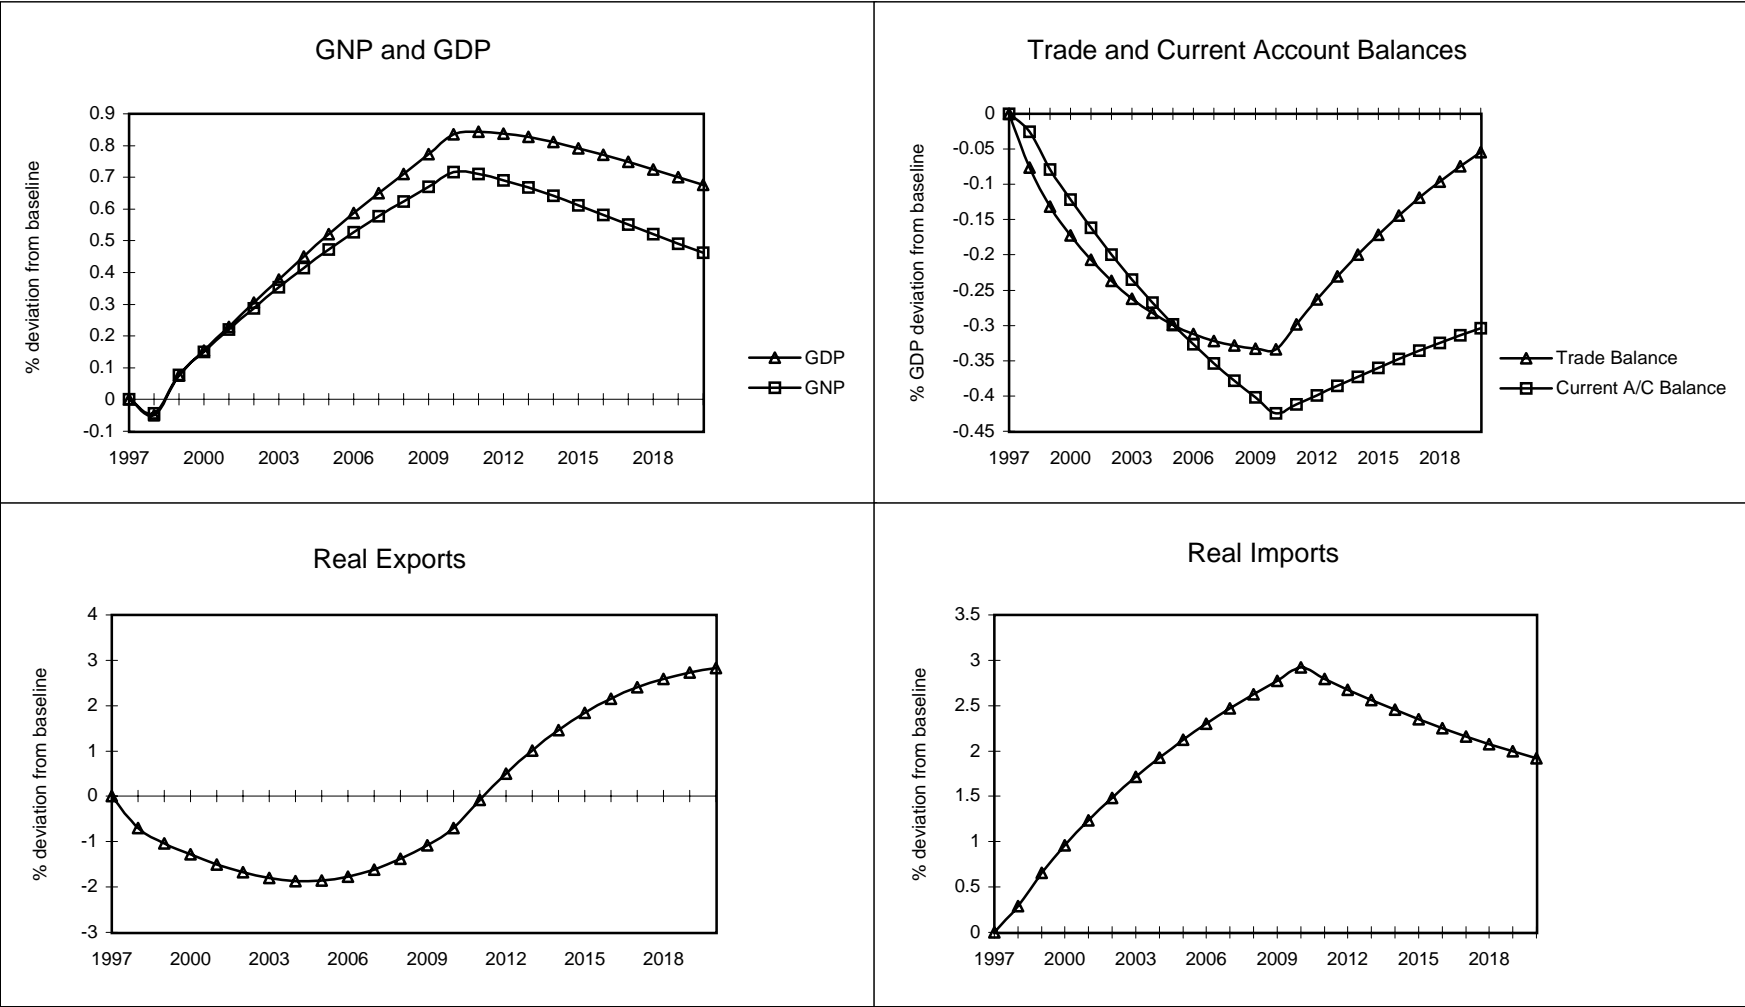 GNP and GDP
0.9
0.8
0.7
0.6
0.5
0.4
0.3
0.2
0.1
0
-0.1
% deviation from baseline
1997 2000 2003 2006 2009 2012 2015 2018
GDP
GNP
Trade and Current Account Balances
0
-0.05
-0.1
-0.15
-0.2
-0.25
-0.3
-0.35
-0.4
-0.45
% GDP deviation from baseline
1997 2000 2003 2006 2009 2012 2015 2018
Trade Balance
Current A/C Balance
Real Exports
4
3
2
1
0
-1
-2
-3
% deviation from baseline
1997 2000 2003 2006 2009 2012 2015 2018
Real Imports
3.5
3
2.5
2
1.5
1
0.5
0
% deviation from baseline
1997 2000 2003 2006 2009 2012 2015 2018